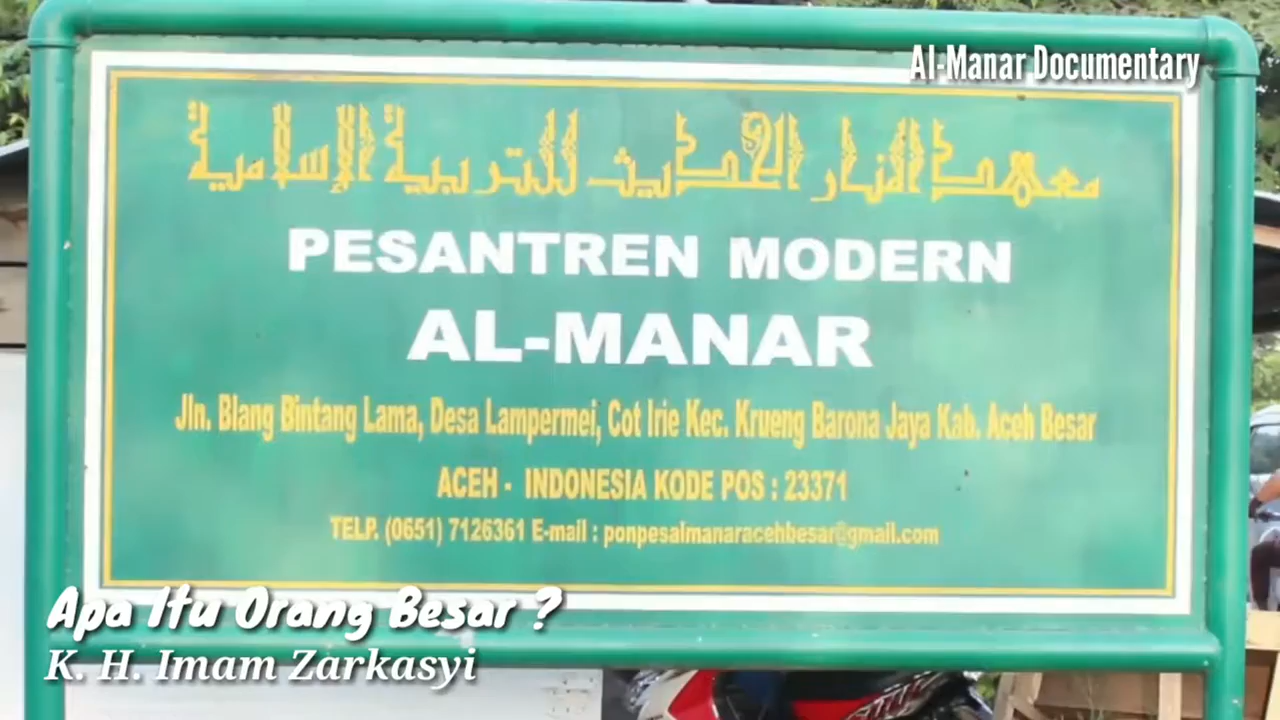 Al-Manar Documentary
معهد المنار الحديث للتربية الإسلامية
PESANTREN MODERN
AL-MANAR
Jln. Blang Bintang Lama, Desa Lampermei, Cot Irie Kec. Krueng Barona Jaya Kab. Aceh Besar
ACEH - INDONESIA KODE POS : 23371
TELP. (0651) 7126361 E-mail : ponpesalmanaracehbesar@gmail.com
Apa Itu Orang Besar ?
K. H. Imam Zarkasyi